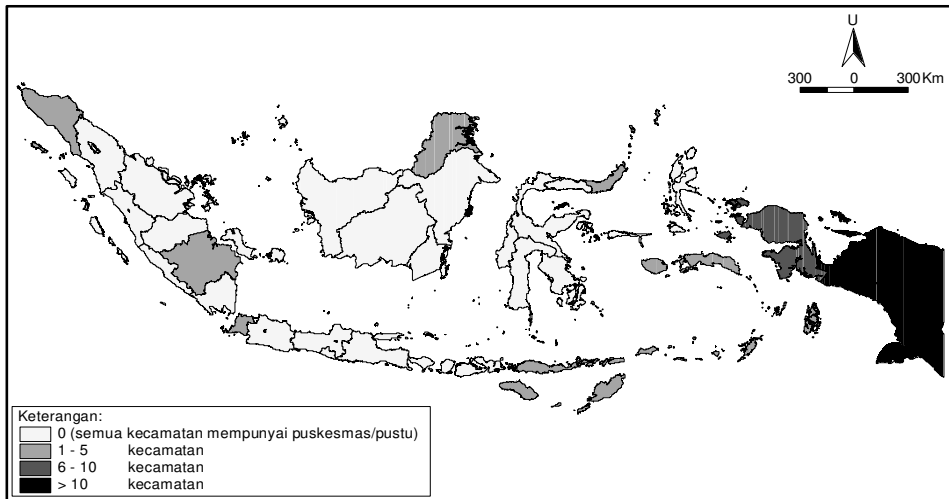 U
300 0 300 Km
Keterangan:
0 (semua kecamatan mempunyai puskesmas/pustu)
1 - 5 kecamatan
6 - 10 kecamatan
> 10 kecamatan